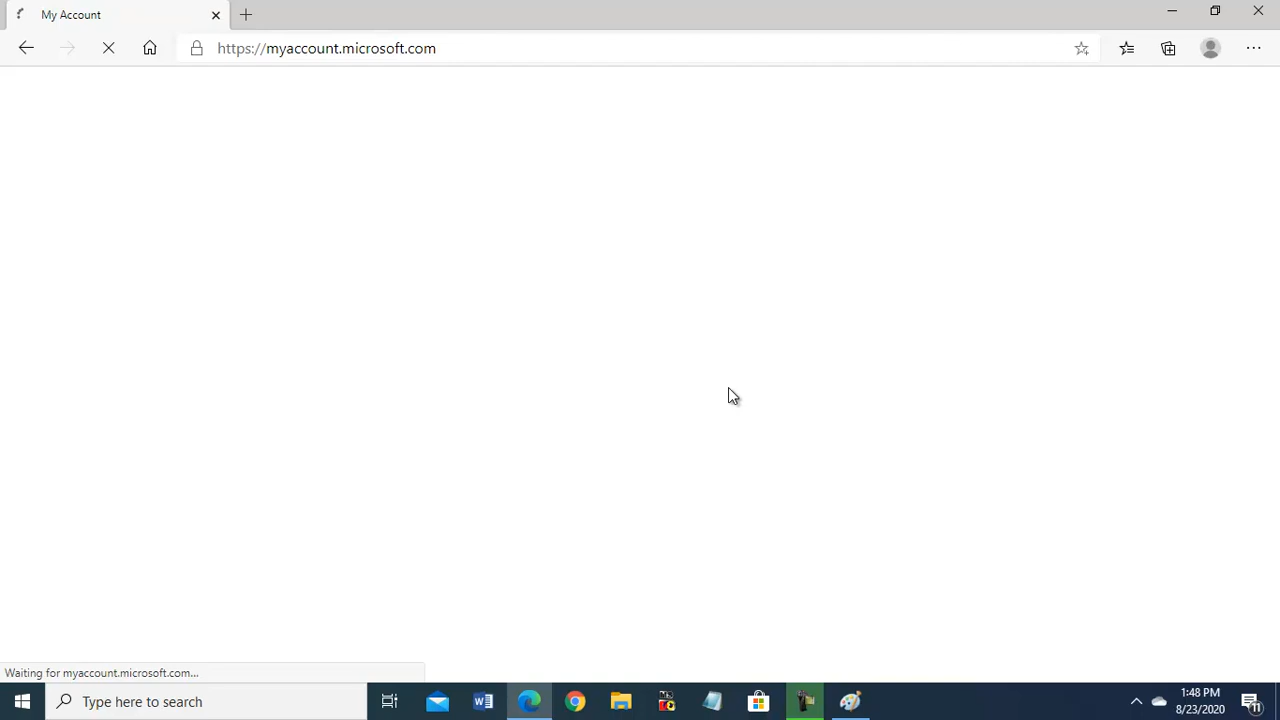 My Account
https://myaccount.microsoft.com
Waiting for myaccount.microsoft.com...
Type here to search
1:48 PM
8/23/2020